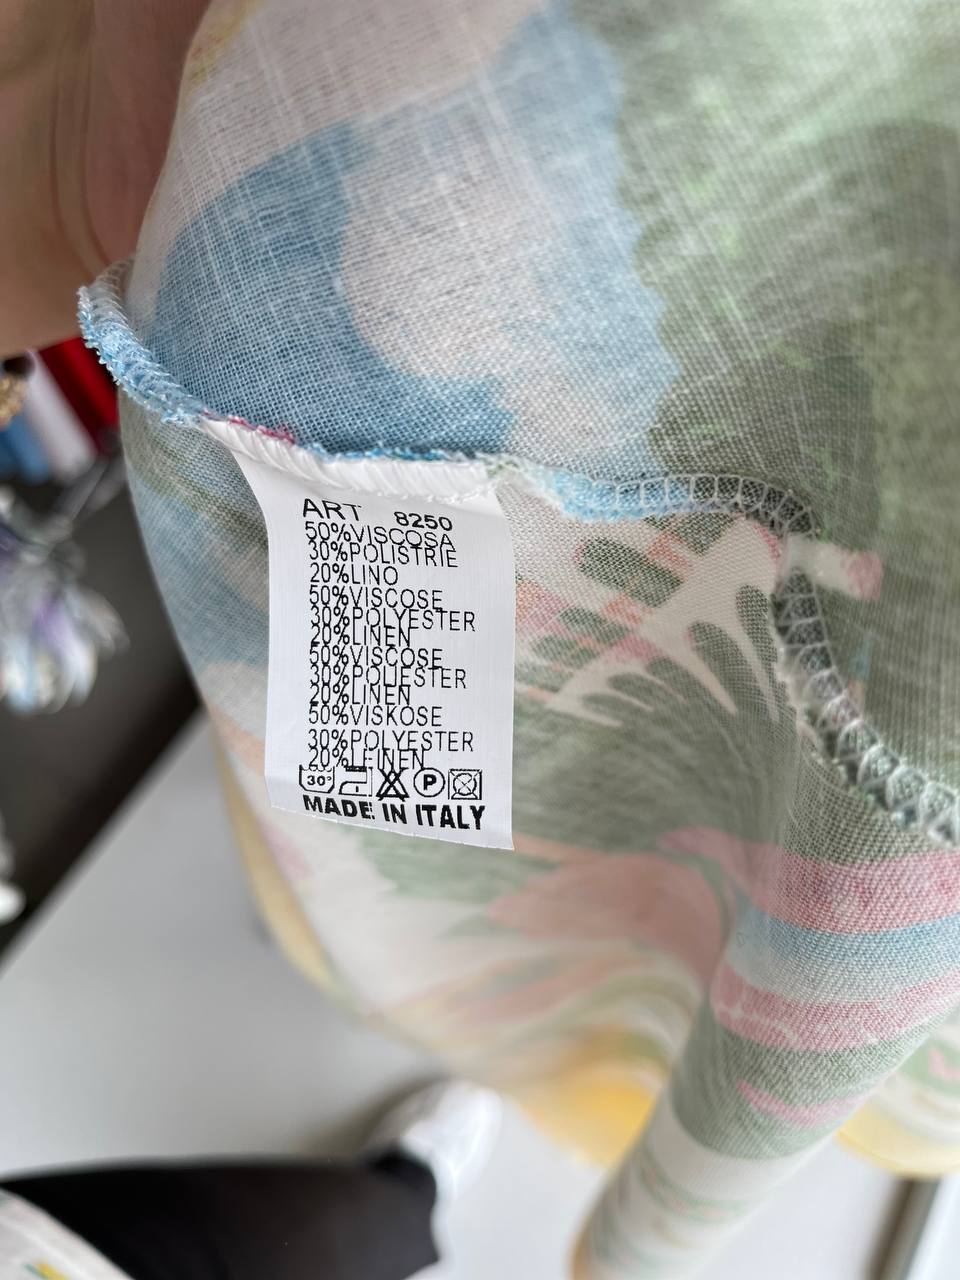 ART 8250
50%VISCOSA
30%POLISTRIE
20%LINO
50%VISCOSE
30%POLYESTER
20%LINEN
50%VISCOSE
30%POLIESTER
20%LINEN
50%VISKOSE
30%POLYESTER
20%LEINEN
30° P
MADE IN ITALY